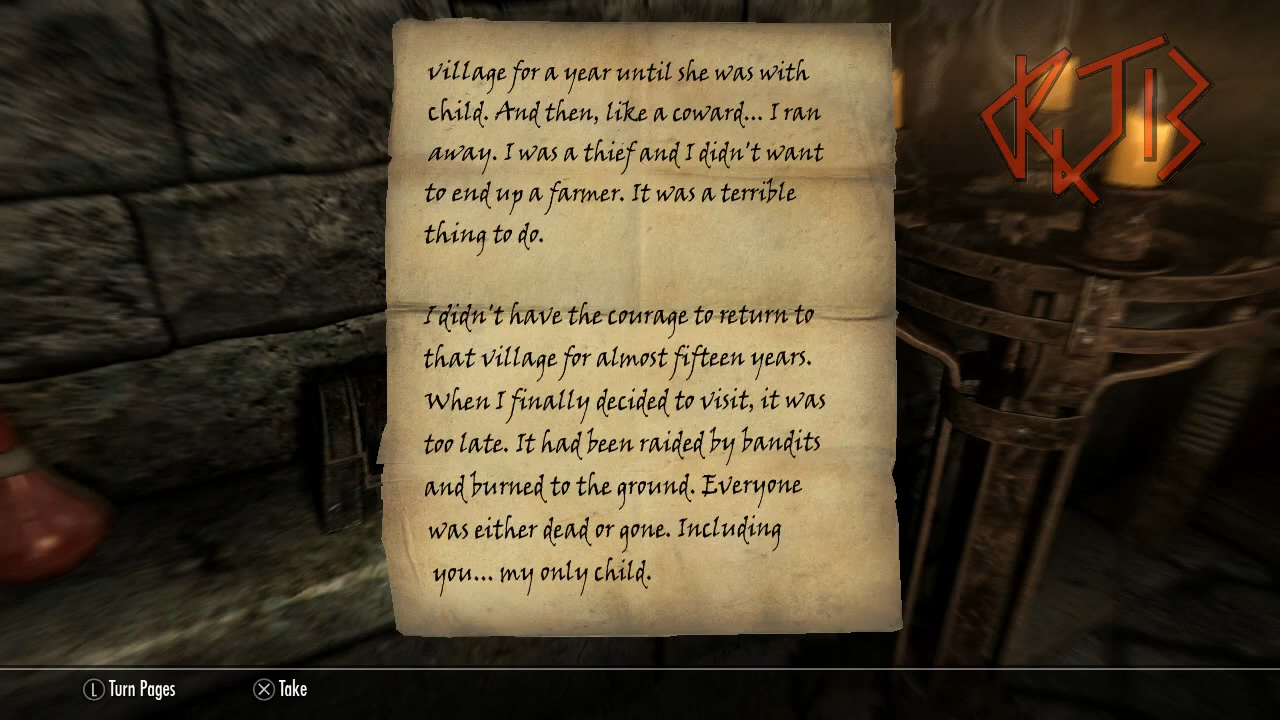 village for a year until she was with
child. And then, like a coward... I ran
away. I was a thief and I didn't want
to end up a farmer. It was a terrible
thing to do.
I didn't have the courage to return to
that village for almost fifteen years.
When I finally decided to visit, it was
too late. It had been raided by bandits
and burned to the ground. Everyone
was either dead or gone. Including
you... my only child.
L Turn Pages
X Take